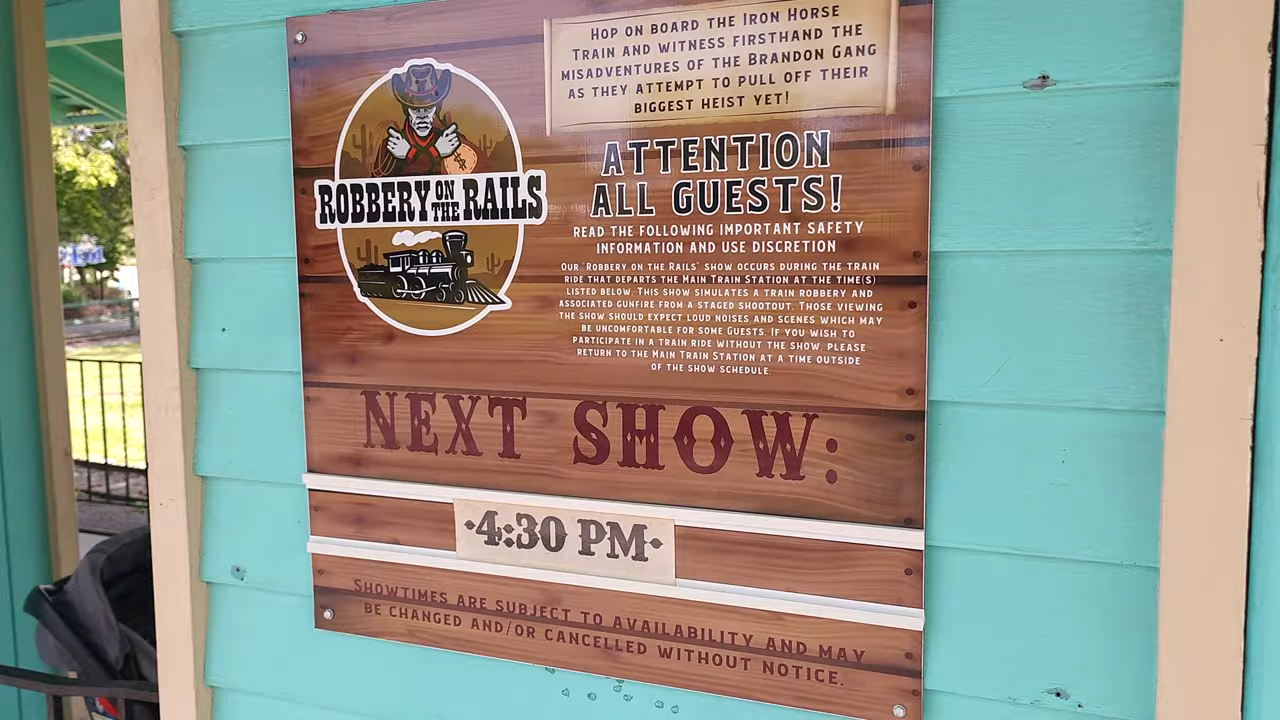 HOP ON BOARD THE IRON HORSE
TRAIN AND WITNESS FIRSTHAND THE
MISADVENTURES OF THE BRANDON GANG
AS THEY ATTEMPT TO PULL OFF THEIR
BIGGEST HEIST YET!
ROBBERY ON THE RAILS
ATTENTION
ALL GUESTS!
READ THE FOLLOWING IMPORTANT SAFETY
INFORMATION AND USE DISCRETION
OUR "ROBBERY ON THE RAILS" SHOW OCCURS DURING THE TRAIN
RIDE THAT DEPARTS THE MAIN TRAIN STATION AT THE TIME(S)
LISTED BELOW. THIS SHOW SIMULATES A TRAIN ROBBERY AND
ASSOCIATED GUNFIRE FROM A STAGED SHOOTOUT. THOSE VIEWING
THE SHOW SHOULD EXPECT LOUD NOISES AND SCENES WHICH MAY
BE UNCOMFORTABLE FOR SOME GUESTS. IF YOU WISH TO
PARTICIPATE IN A TRAIN RIDE WITHOUT THE SHOW, PLEASE
RETURN TO THE MAIN TRAIN STATION AT A TIME OUTSIDE
OF THE SHOW SCHEDULE.
NEXT SHOW:
·4:30 PM·
SHOWTIMES ARE SUBJECT TO AVAILABILITY AND MAY
BE CHANGED AND/OR CANCELLED WITHOUT NOTICE.